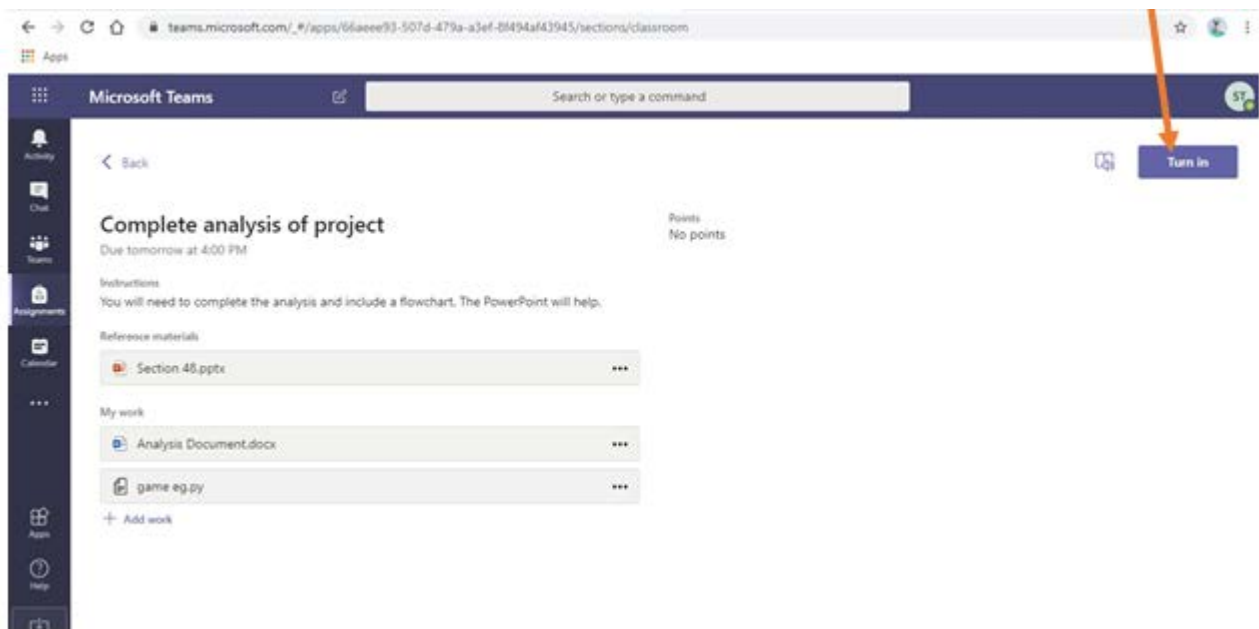 teams.microsoft.com/_#/apps/66aeee93-507d-479a-a3ef-8f494af43945/sections/classroom
Apps
Microsoft Teams
Search or type a command
ST
Activity
Chat
Teams
Assignments
Calendar
Apps
Help
Back
Turn in
Complete analysis of project
Due tomorrow at 4:00 PM
Points
No points
Instructions
You will need to complete the analysis and include a flowchart. The PowerPoint will help.
Reference materials
Section 48.pptx
My work
Analysis Document.docx
game eg.py
+ Add work